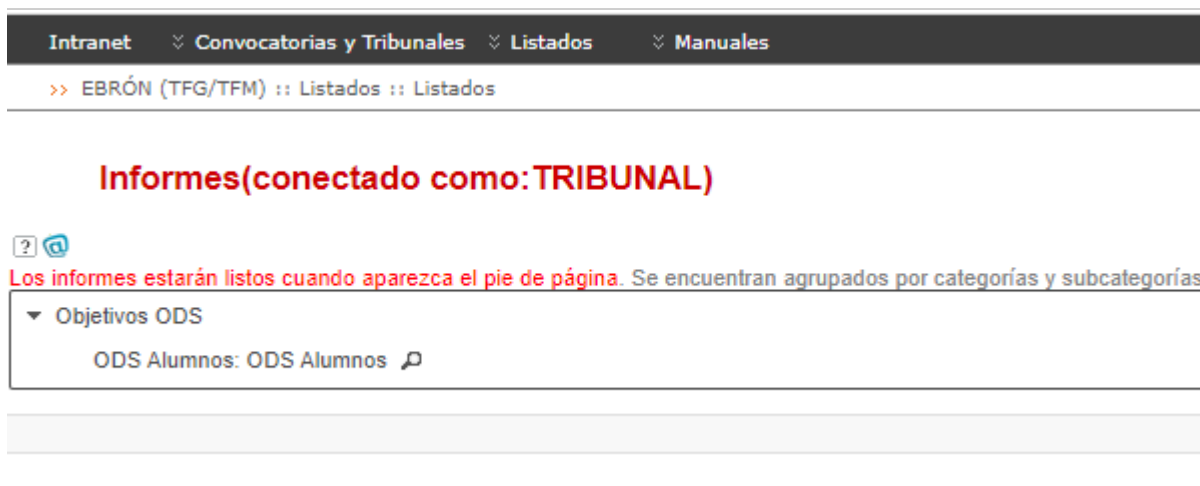 Intranet Convocatorias y Tribunales Listados Manuales
>> EBRÓN (TFG/TFM) :: Listados :: Listados
Informes(conectado como:TRIBUNAL)
? @
Los informes estarán listos cuando aparezca el pie de página. Se encuentran agrupados por categorías y subcategorías
Objetivos ODS
ODS Alumnos: ODS Alumnos